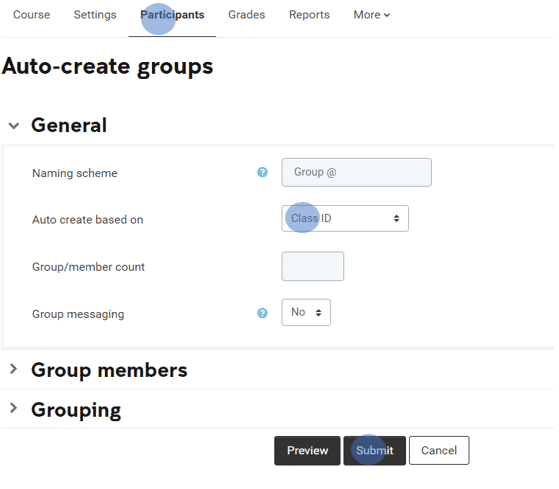 Course Settings Participants Grades Reports More
Auto-create groups
General
Naming scheme ? Group @
Auto create based on Class ID
Group/member count
Group messaging ? No
Group members
Grouping
Preview Submit Cancel